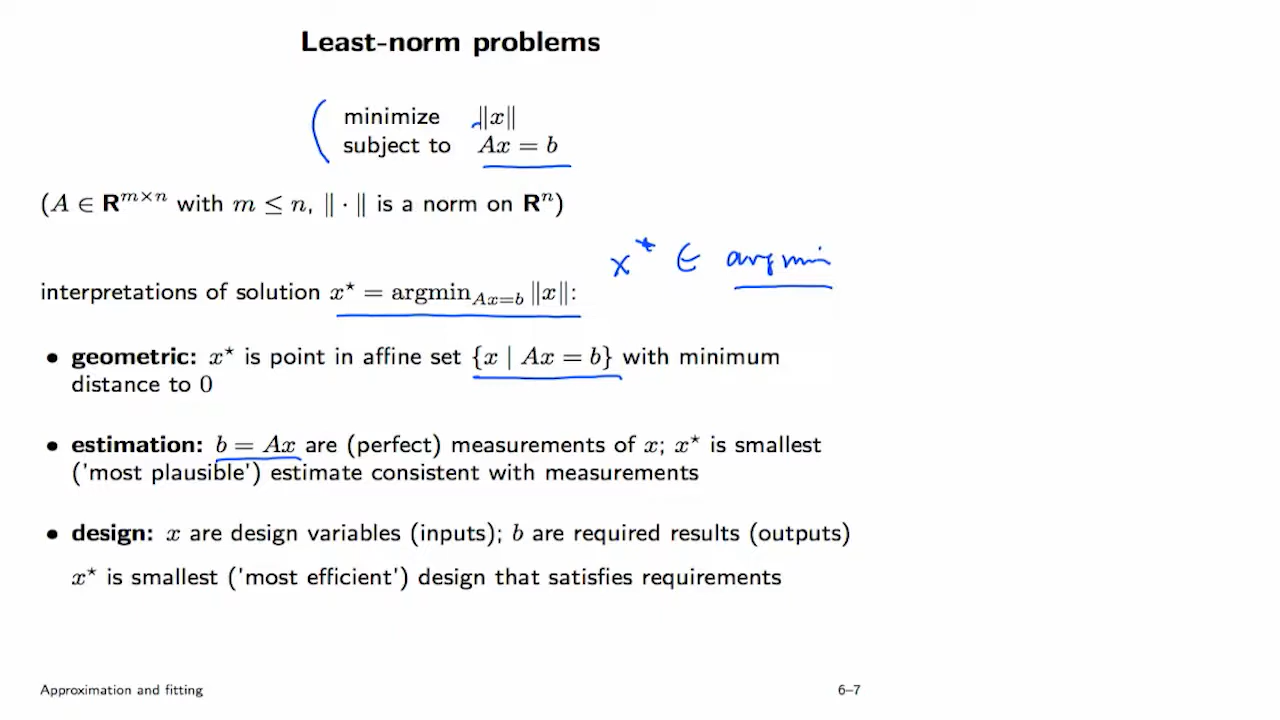 Least-norm problems
minimize ‖x‖
subject to Ax = b
(A ∈ R^{m×n} with m ≤ n, ‖ · ‖ is a norm on R^n)
x* ∈ argmin
interpretations of solution x⋆ = argmin_{Ax=b} ‖x‖:
• geometric: x⋆ is point in affine set {x | Ax = b} with minimum
distance to 0
• estimation: b = Ax are (perfect) measurements of x; x⋆ is smallest
('most plausible') estimate consistent with measurements
• design: x are design variables (inputs); b are required results (outputs)
x⋆ is smallest ('most efficient') design that satisfies requirements
Approximation and fitting 6–7